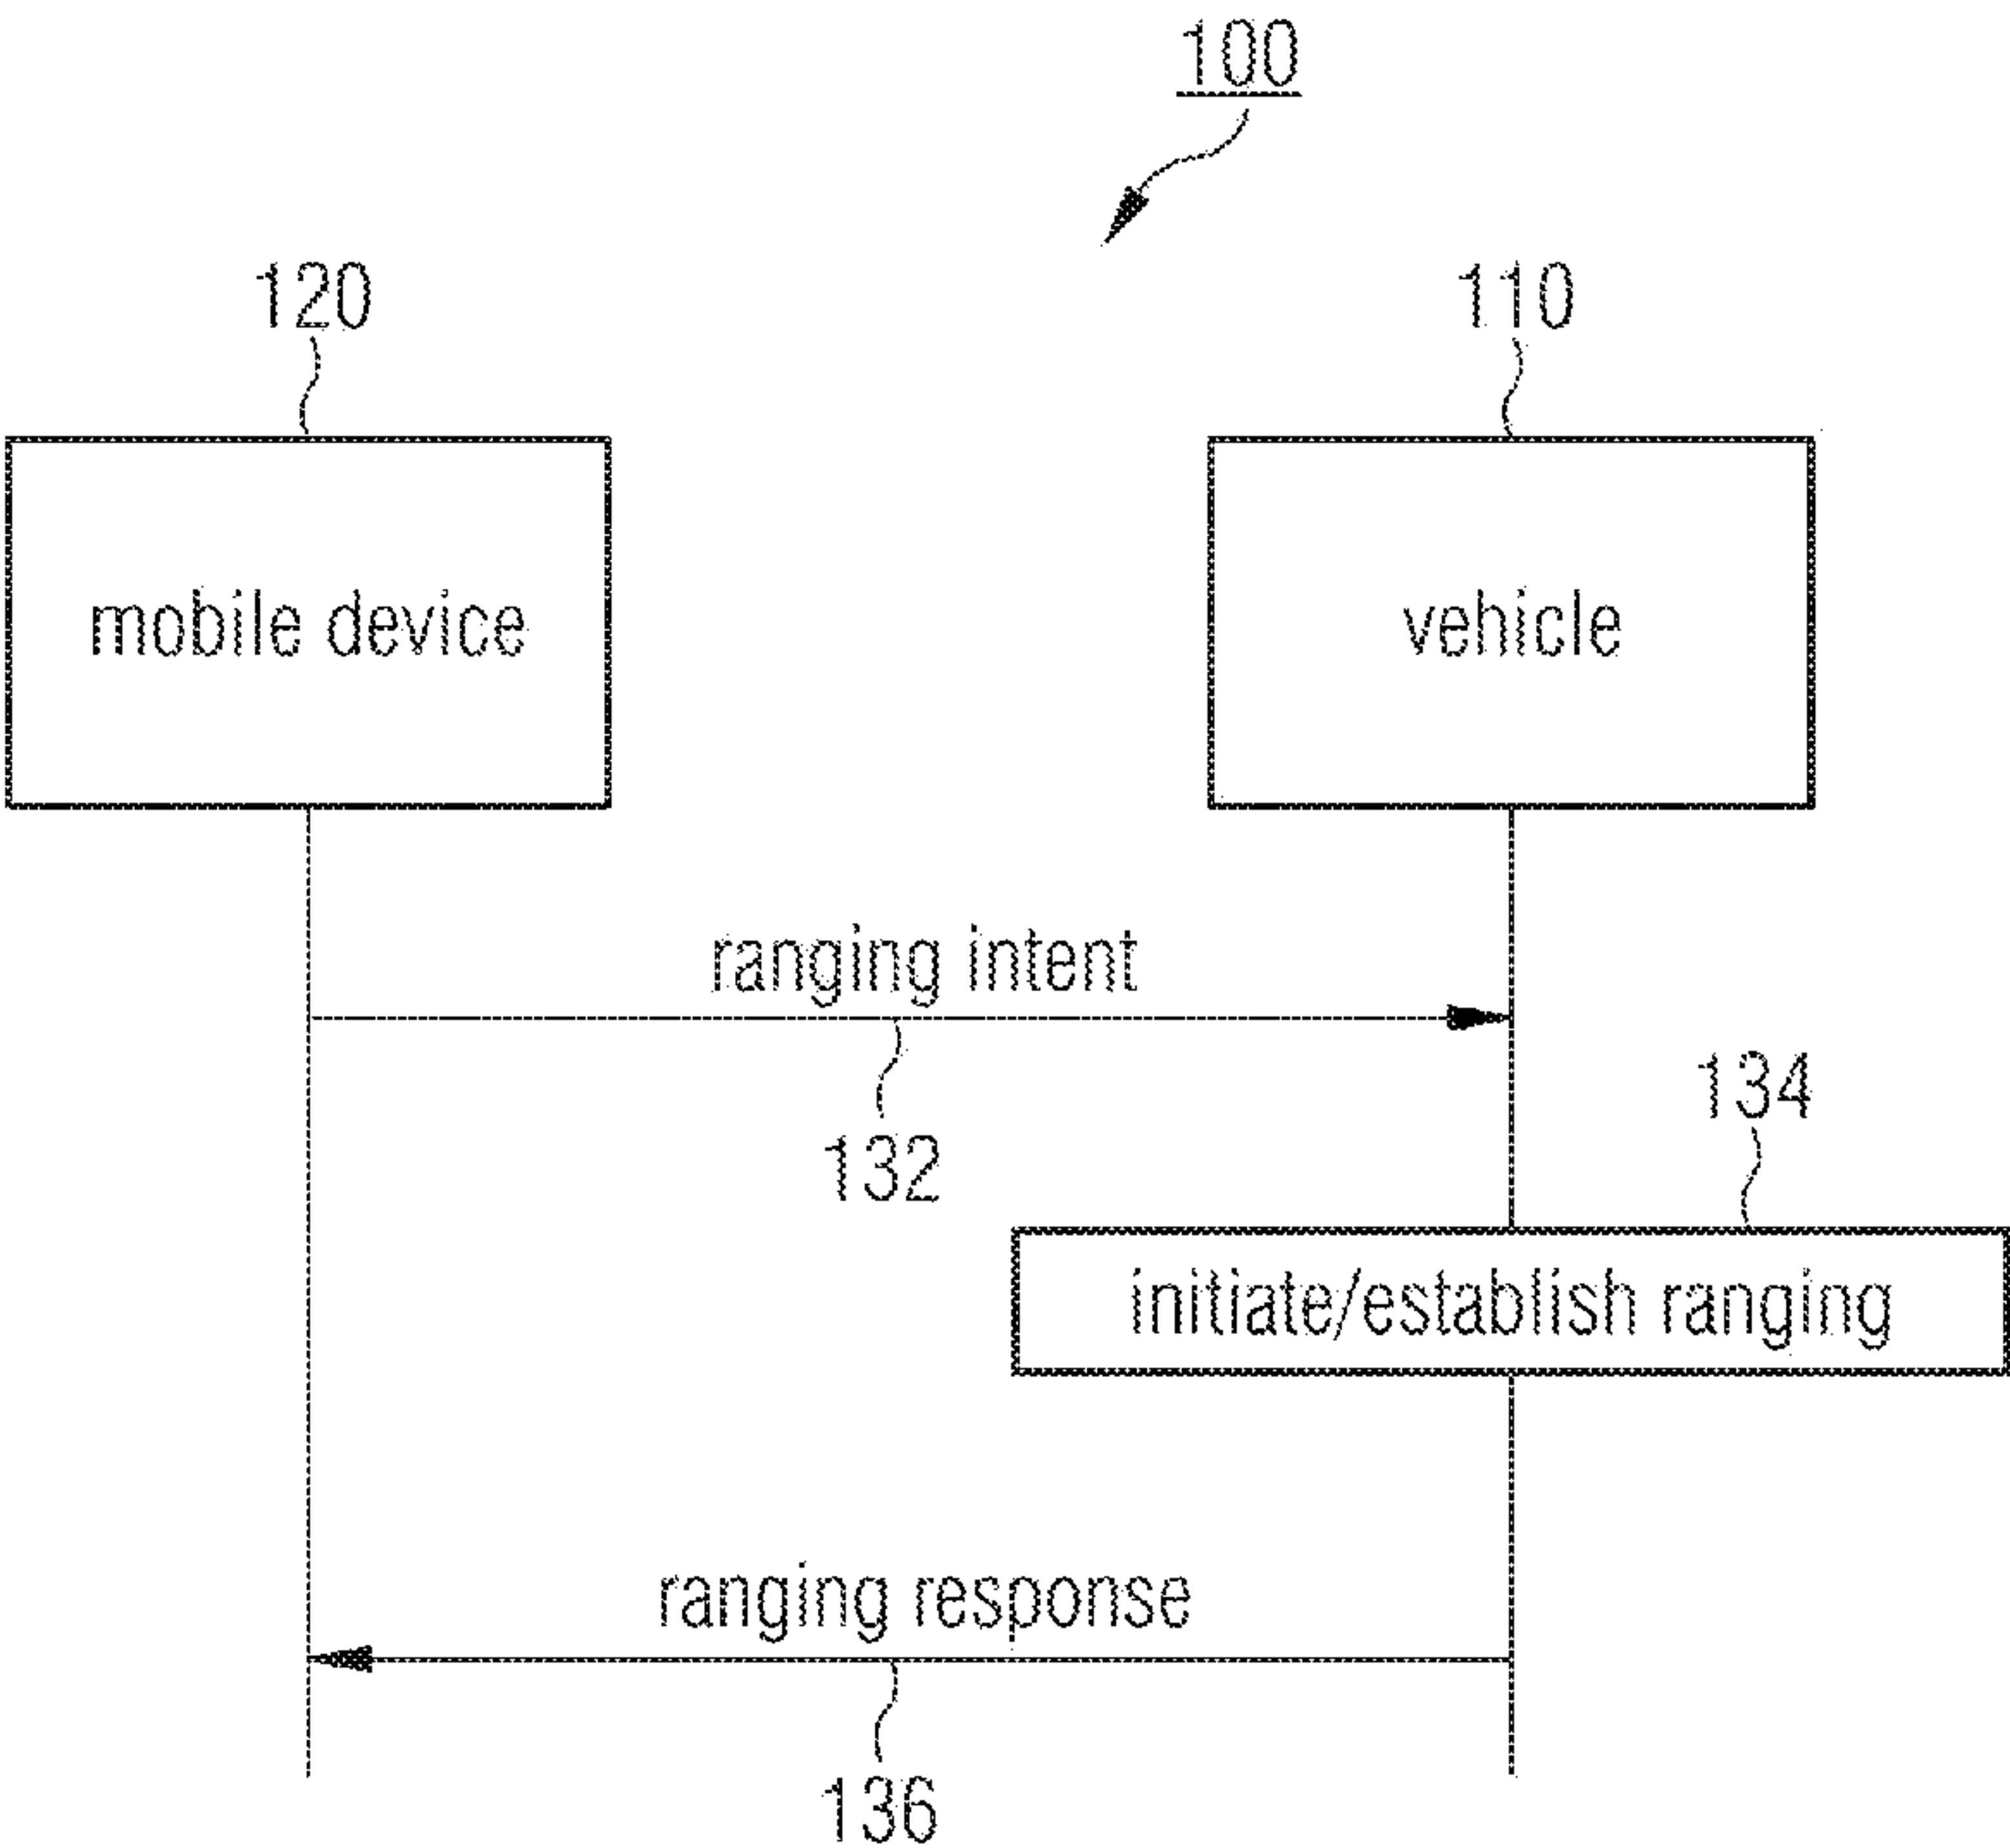 100
120
110
mobile device
vehicle
ranging intent
132
134
initiate/establish ranging
ranging response
136